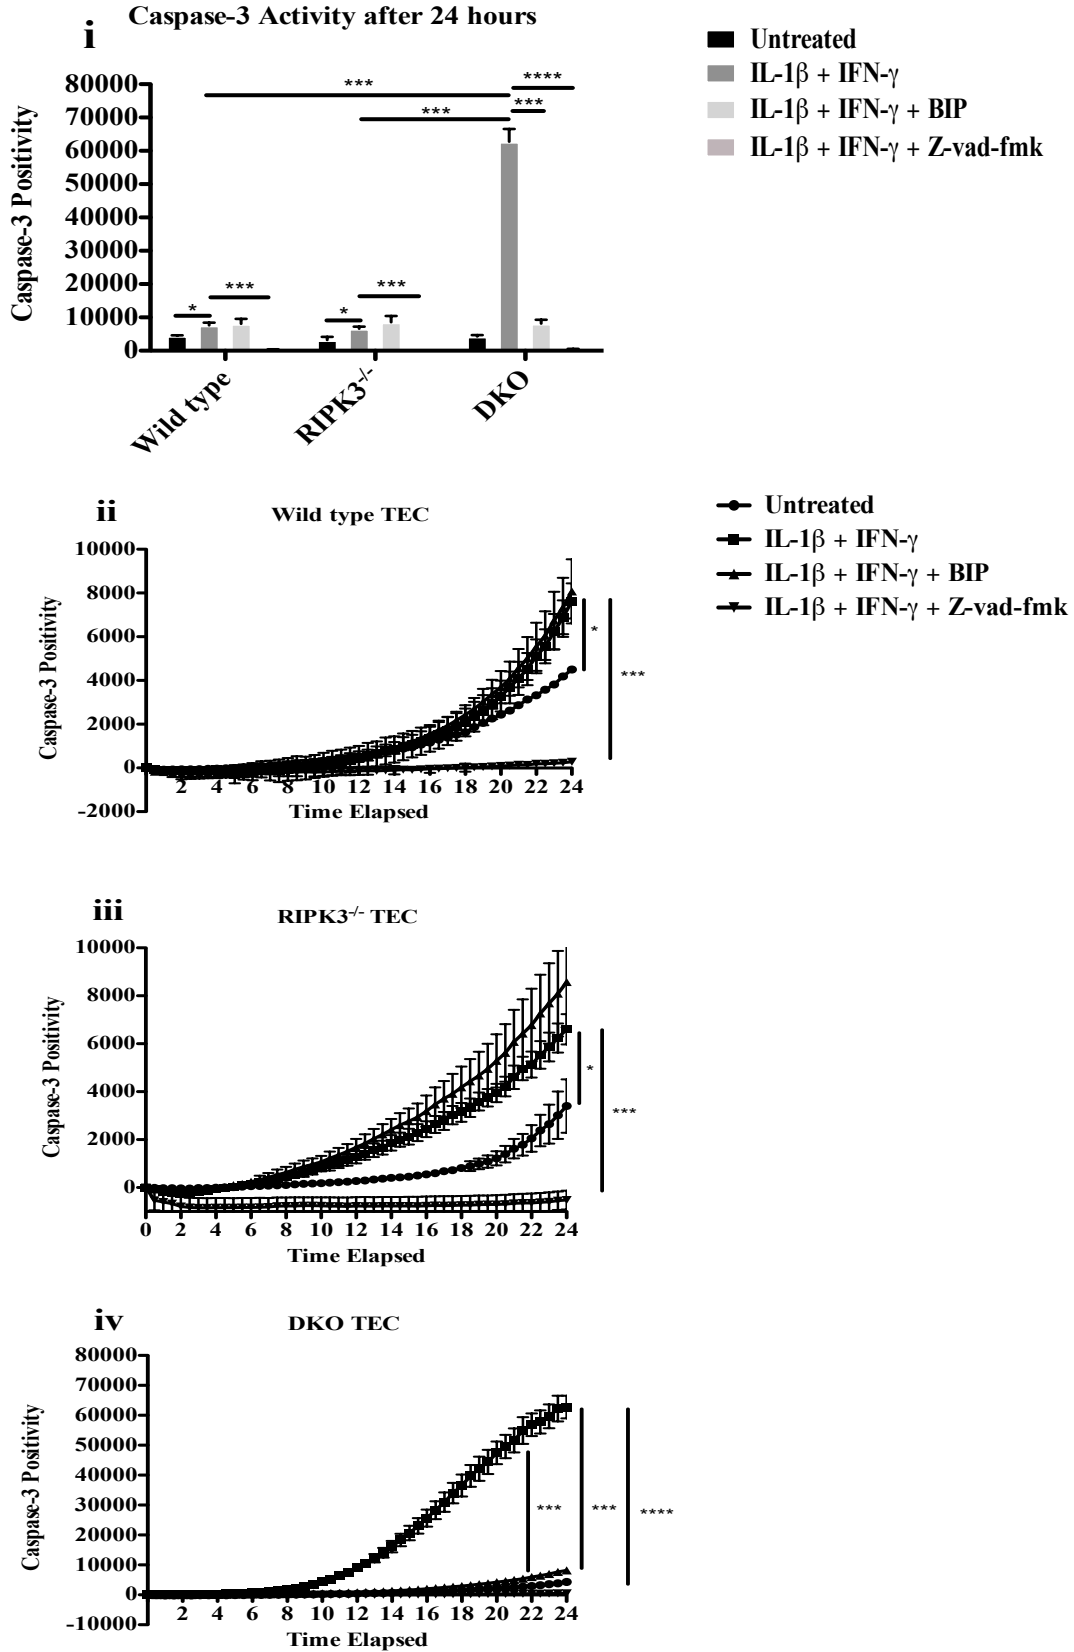 Caspase-3 Activity after 24 hours
i
Untreated
IL-1β + IFN-γ
IL-1β + IFN-γ + BIP
IL-1β + IFN-γ + Z-vad-fmk
Caspase-3 Positivity
80000
70000
60000
50000
40000
30000
20000
10000
0
***
****
***
***
*
***
*
***
Wild type
RIPK3-/-
DKO
ii
Wild type TEC
Untreated
IL-1β + IFN-γ
IL-1β + IFN-γ + BIP
IL-1β + IFN-γ + Z-vad-fmk
Caspase-3 Positivity
10000
8000
6000
4000
2000
0
-2000
2 4 6 8 10 12 14 16 18 20 22 24
Time Elapsed
*
***
iii
RIPK3-/- TEC
Caspase-3 Positivity
10000
8000
6000
4000
2000
0
0 2 4 6 8 10 12 14 16 18 20 22 24
Time Elapsed
*
***
iv
DKO TEC
Caspase-3 Positivity
80000
70000
60000
50000
40000
30000
20000
10000
0
-10000
2 4 6 8 10 12 14 16 18 20 22 24
Time Elapsed
***
***
****